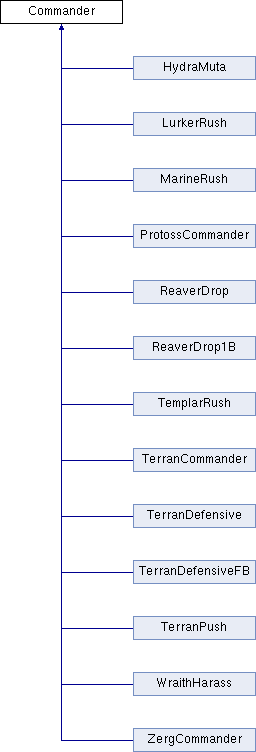 Commander
HydraMuta
LurkerRush
MarineRush
ProtossCommander
ReaverDrop
ReaverDrop1B
TemplarRush
TerranCommander
TerranDefensive
TerranDefensiveFB
TerranPush
WraithHarass
ZergCommander